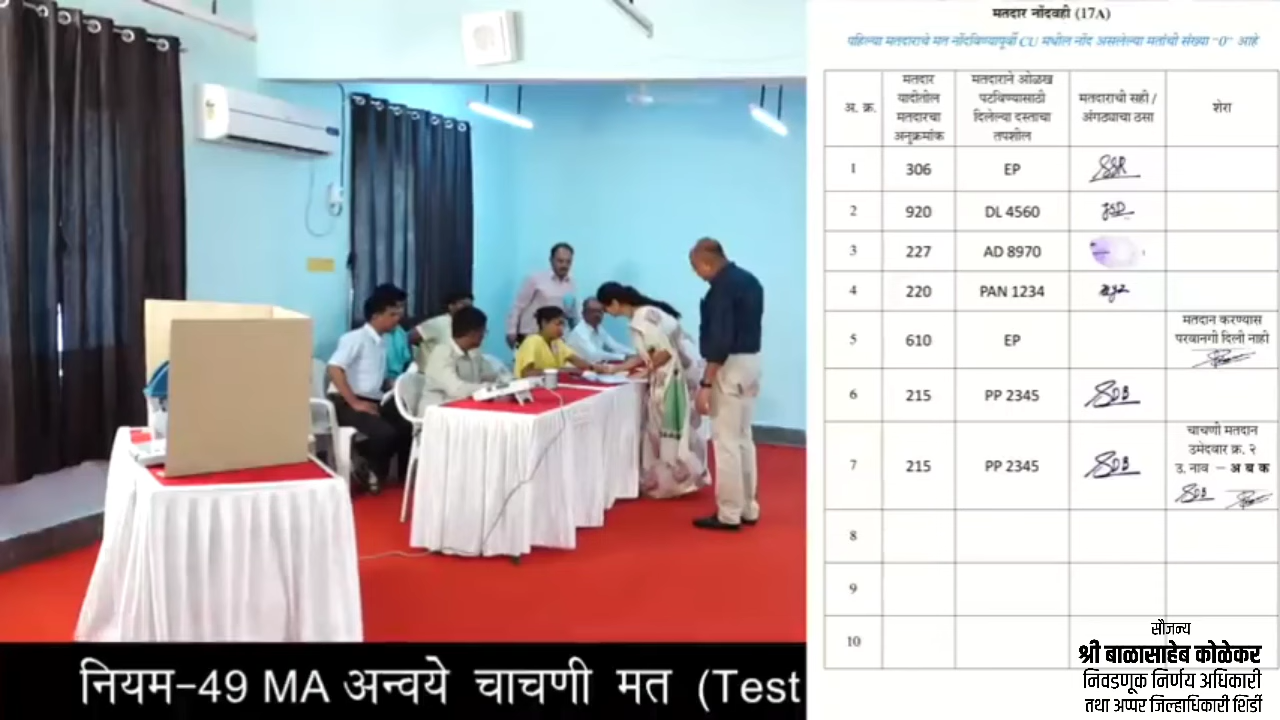 मतदार नोंदवही (17A)
पहिल्या मतदाराचे मत नोंदविण्यापूर्वी CU मधील नोंद असलेल्या मतांची संख्या "0" आहे
अ. क्र.
मतदार
यादीतील
मतदारचा
अनुक्रमांक
मतदाराने ओळख
पटविण्यासाठी
दिलेल्या दस्ताचा
तपशील
मतदाराची सही /
अंगठ्याचा ठसा
शेरा
1 306 EP
2 920 DL 4560
3 227 AD 8970
4 220 PAN 1234
5 610 EP
मतदान करण्यास
परवानगी दिली नाही
6 215 PP 2345 SDB
7 215 PP 2345 SDB
चाचणी मतदान
उमेदवार क्र. २
उ. नाव – अ ब क
SDB
8
9
10
सौजन्य
श्री बाळासाहेब कोळेकर
निवडणूक निर्णय अधिकारी
तथा अप्पर जिल्हाधिकारी शिर्डी
नियम-49 MA अन्वये चाचणी मत (Test